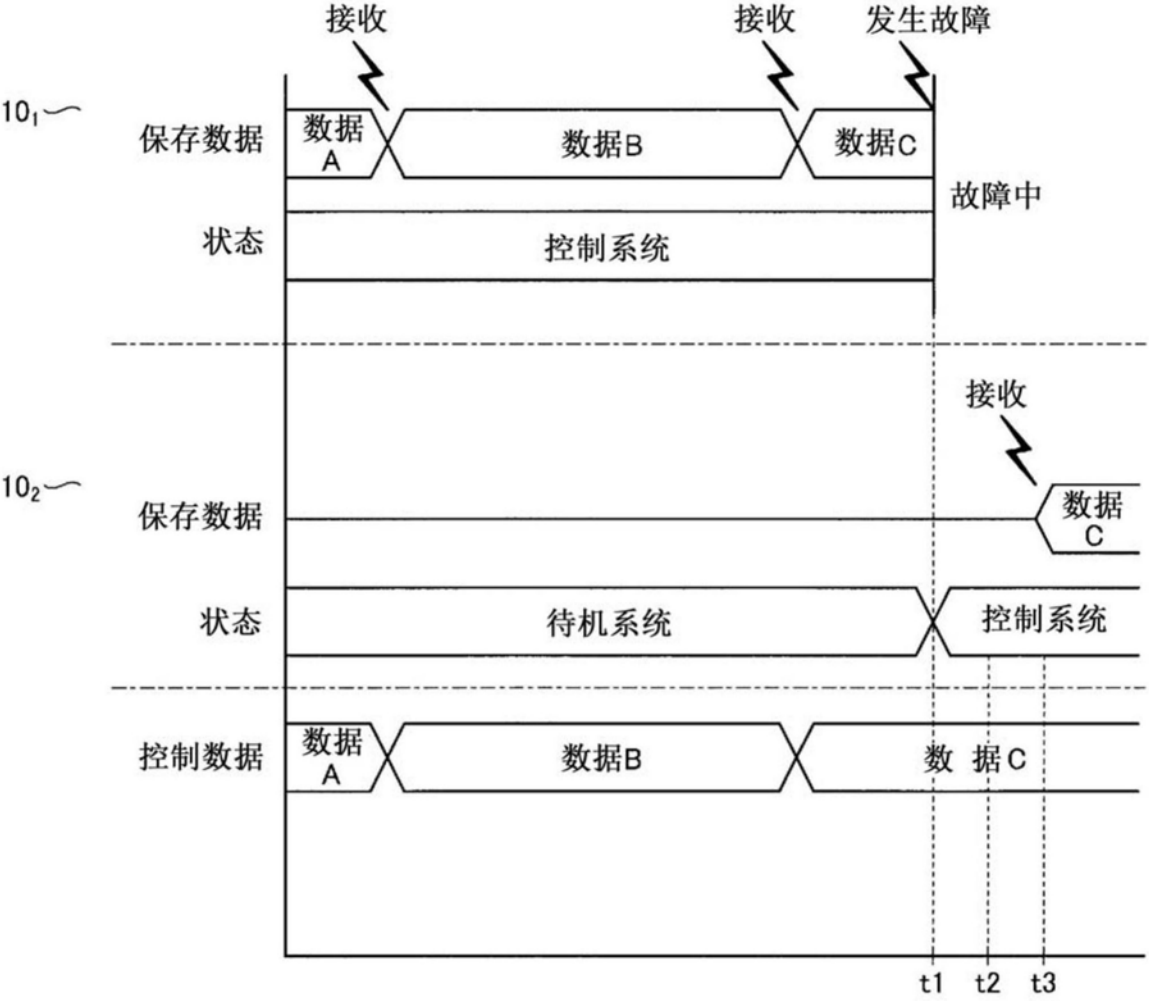 接收
接收
发生故障
10₁
保存数据
数据
A
数据B
数据C
故障中
状态
控制系统
接收
10₂
保存数据
数据
C
状态
待机系统
控制系统
控制数据
数据
A
数据B
数 据C
t1
t2
t3